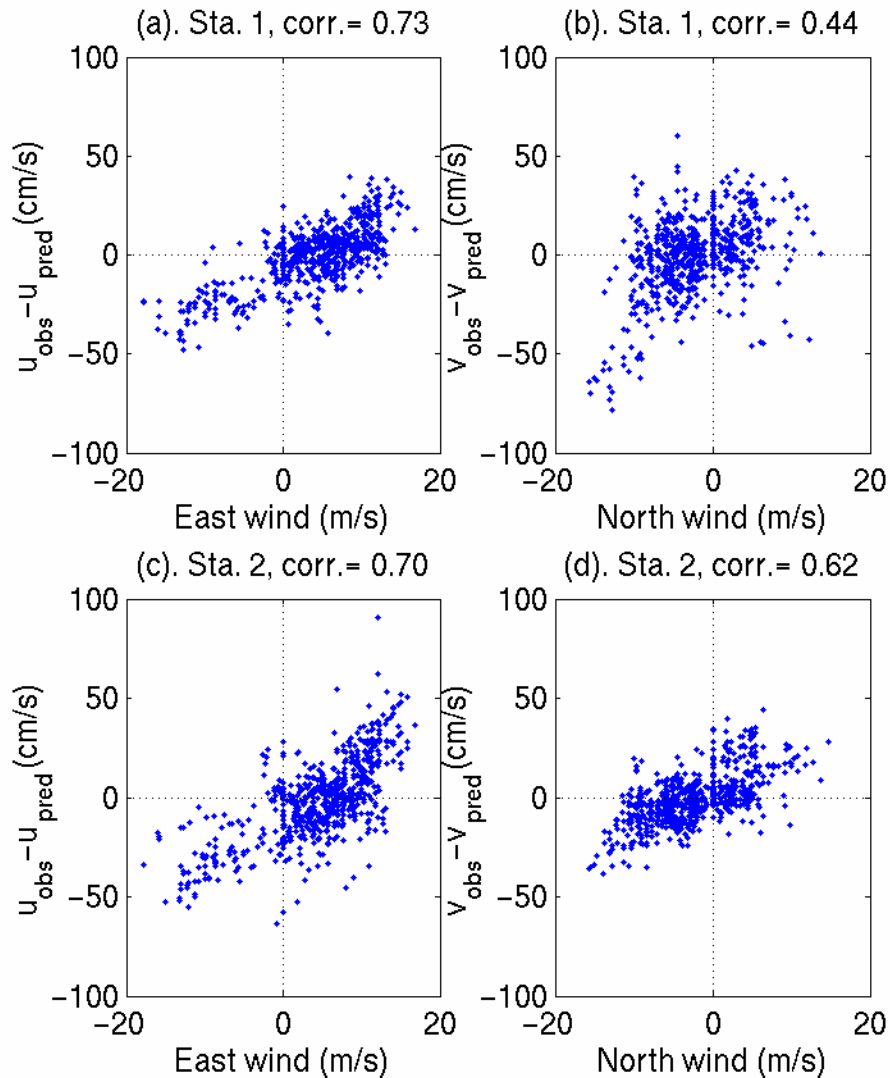 (a). Sta. 1, corr.= 0.73
100
50
0
−50
−100
u_obs−u_pred(cm/s)
−20 0 20
East wind (m/s)
(b). Sta. 1, corr.= 0.44
100
50
0
−50
−100
v_obs−v_pred(cm/s)
−20 0 20
North wind (m/s)
(c). Sta. 2, corr.= 0.70
100
50
0
−50
−100
u_obs−u_pred(cm/s)
−20 0 20
East wind (m/s)
(d). Sta. 2, corr.= 0.62
100
50
0
−50
−100
v_obs−v_pred(cm/s)
−20 0 20
North wind (m/s)